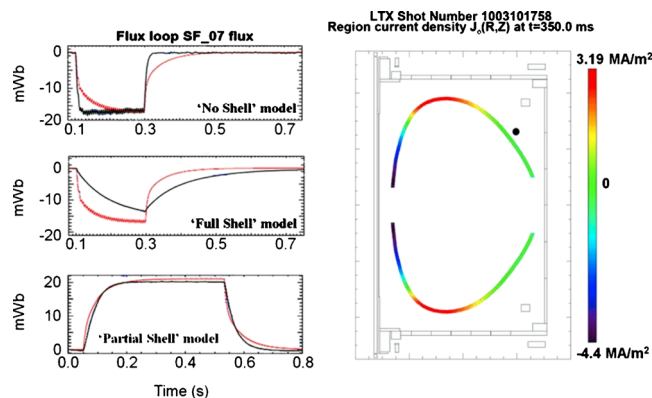 Flux loop SF_07 flux
mWb
0
-10
-20
'No Shell' model
0.1 0.3 0.5 0.7
mWb
0
-10
-20
'Full Shell' model
0.1 0.3 0.5 0.7
mWb
20
10
0
'Partial Shell' model
0.0 0.2 0.4 0.6 0.8
Time (s)
LTX Shot Number 1003101758
Region current density Jₒ(R,Z) at t=350.0 ms
3.19 MA/m²
0
-4.4 MA/m²